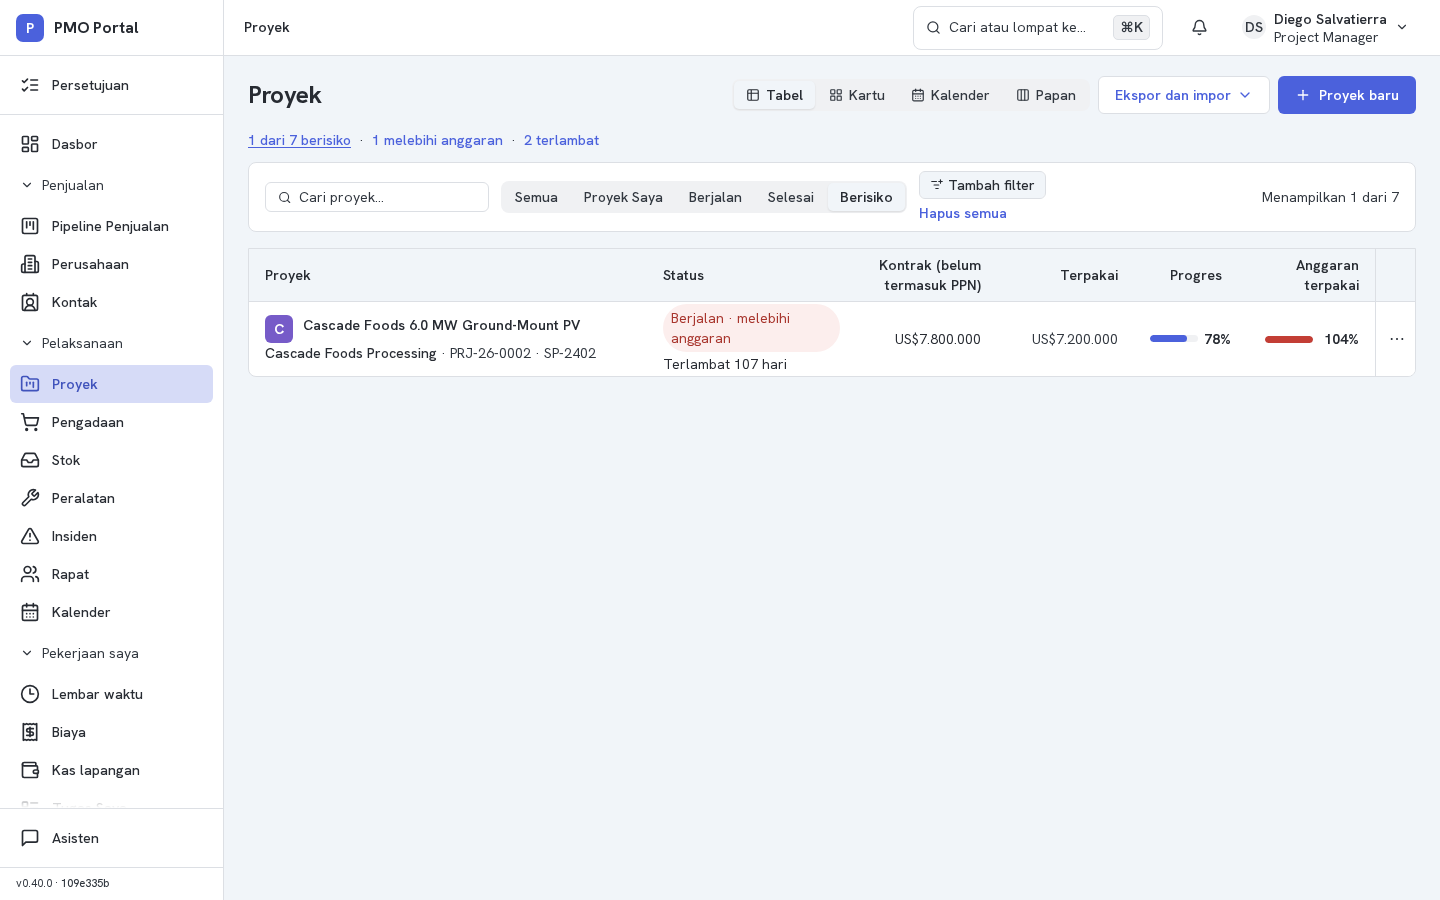 P PMO Portal
Proyek
Cari atau lompat ke...
⌘K
DS
Diego Salvatierra
Project Manager
Persetujuan
Dasbor
Penjualan
Pipeline Penjualan
Perusahaan
Kontak
Pelaksanaan
Proyek
Pengadaan
Stok
Peralatan
Insiden
Rapat
Kalender
Pekerjaan saya
Lembar waktu
Biaya
Kas lapangan
Asisten
v0.40.0 · 109e335b
Proyek
Tabel
Kartu
Kalender
Papan
Ekspor dan impor
Proyek baru
1 dari 7 berisiko · 1 melebihi anggaran · 2 terlambat
Cari proyek...
Semua
Proyek Saya
Berjalan
Selesai
Berisiko
Tambah filter
Hapus semua
Menampilkan 1 dari 7
Proyek
Status
Kontrak (belum
termasuk PPN)
Terpakai
Progres
Anggaran
terpakai
C Cascade Foods 6.0 MW Ground-Mount PV
Cascade Foods Processing · PRJ-26-0002 · SP-2402
Berjalan · melebihi
anggaran
Terlambat 107 hari
US$7.800.000
US$7.200.000
78%
104%